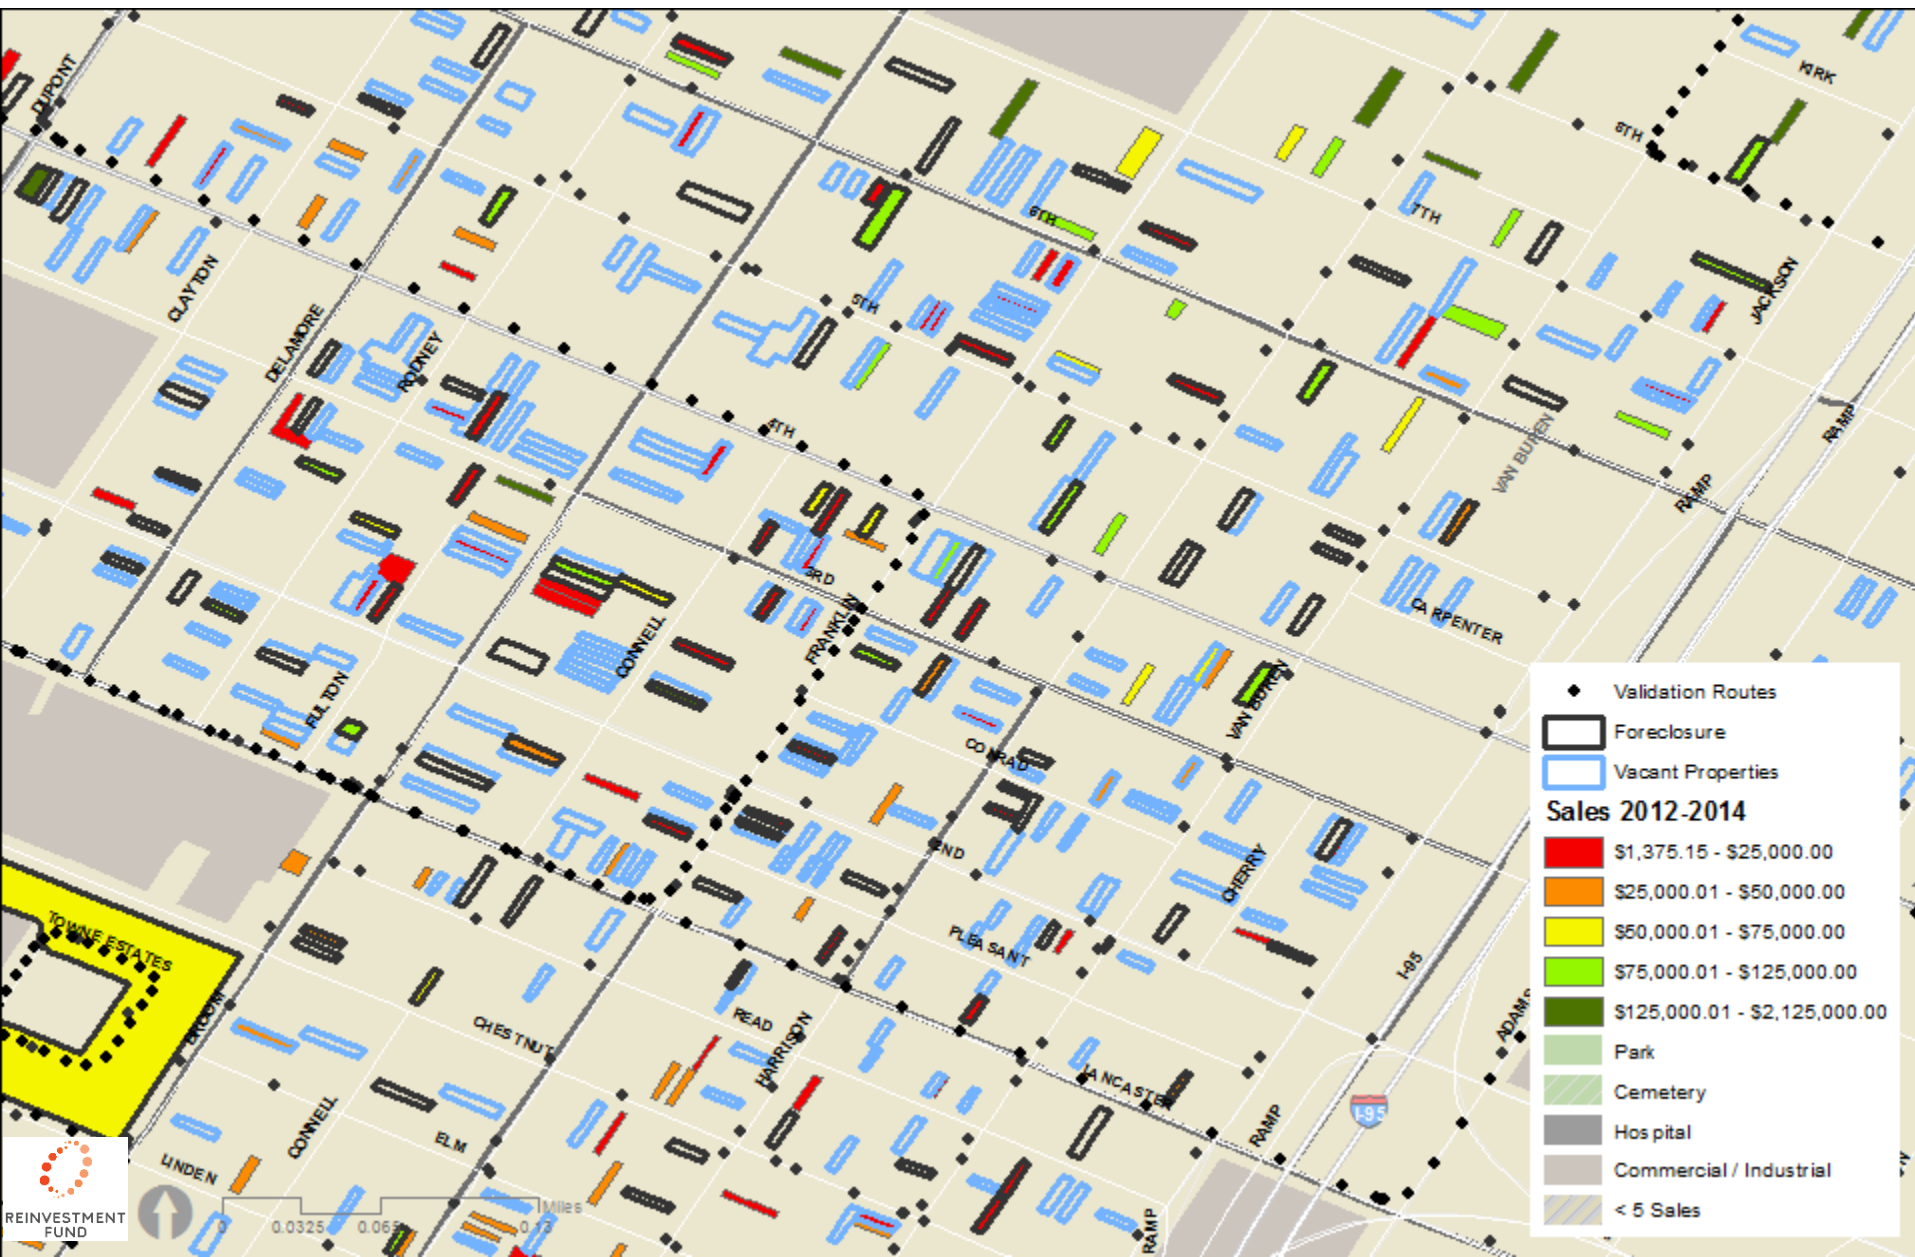 DUPONT
KIRK
8TH
7TH
6TH
CLAYTON
DELAMORE
RODNEY
5TH
JACKSON
4TH
VAN BUREN
RAMP
RAMP
3RD
FRANKLIN
CONNELL
CARPENTER
FULTON
VAN BUREN
CONRAD
2ND
CHERRY
PLEASANT
TOWNE ESTATES
BROOM
I-95
ADAMS
READ
HARRISON
CHESTNUT
LANCASTER
I-95
RAMP
CONNELL
ELM
LINDEN
RAMP
Validation Routes
Foreclosure
Vacant Properties
Sales 2012-2014
$1,375.15 - $25,000.00
$25,000.01 - $50,000.00
$50,000.01 - $75,000.00
$75,000.01 - $125,000.00
$125,000.01 - $2,125,000.00
Park
Cemetery
Hospital
Commercial / Industrial
< 5 Sales
REINVESTMENT
FUND
Miles
0 0.0325 0.065 0.13